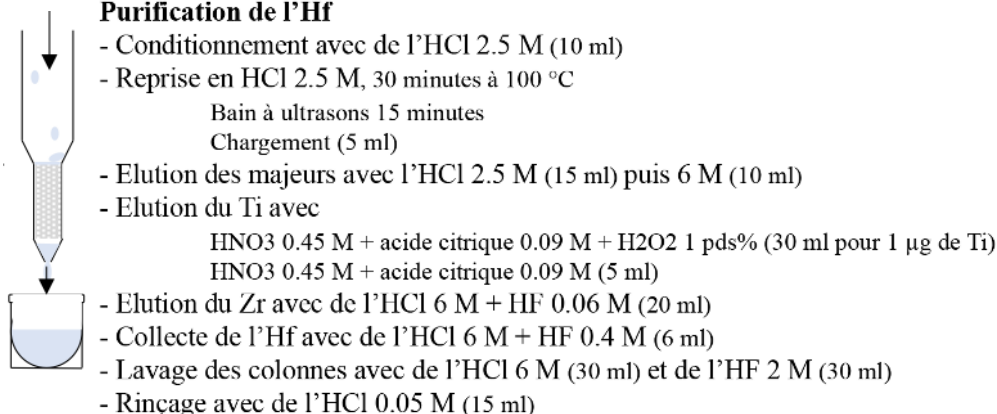 Purification de l'Hf
- Conditionnement avec de l'HCl 2.5 M (10 ml)
- Reprise en HCl 2.5 M, 30 minutes à 100 °C
Bain à ultrasons 15 minutes
Chargement (5 ml)
- Elution des majeurs avec l'HCl 2.5 M (15 ml) puis 6 M (10 ml)
- Elution du Ti avec
HNO3 0.45 M + acide citrique 0.09 M + H2O2 1 pds% (30 ml pour 1 µg de Ti)
HNO3 0.45 M + acide citrique 0.09 M (5 ml)
- Elution du Zr avec de l'HCl 6 M + HF 0.06 M (20 ml)
- Collecte de l'Hf avec de l'HCl 6 M + HF 0.4 M (6 ml)
- Lavage des colonnes avec de l'HCl 6 M (30 ml) et de l'HF 2 M (30 ml)
- Rinçage avec de l'HCl 0.05 M (15 ml)